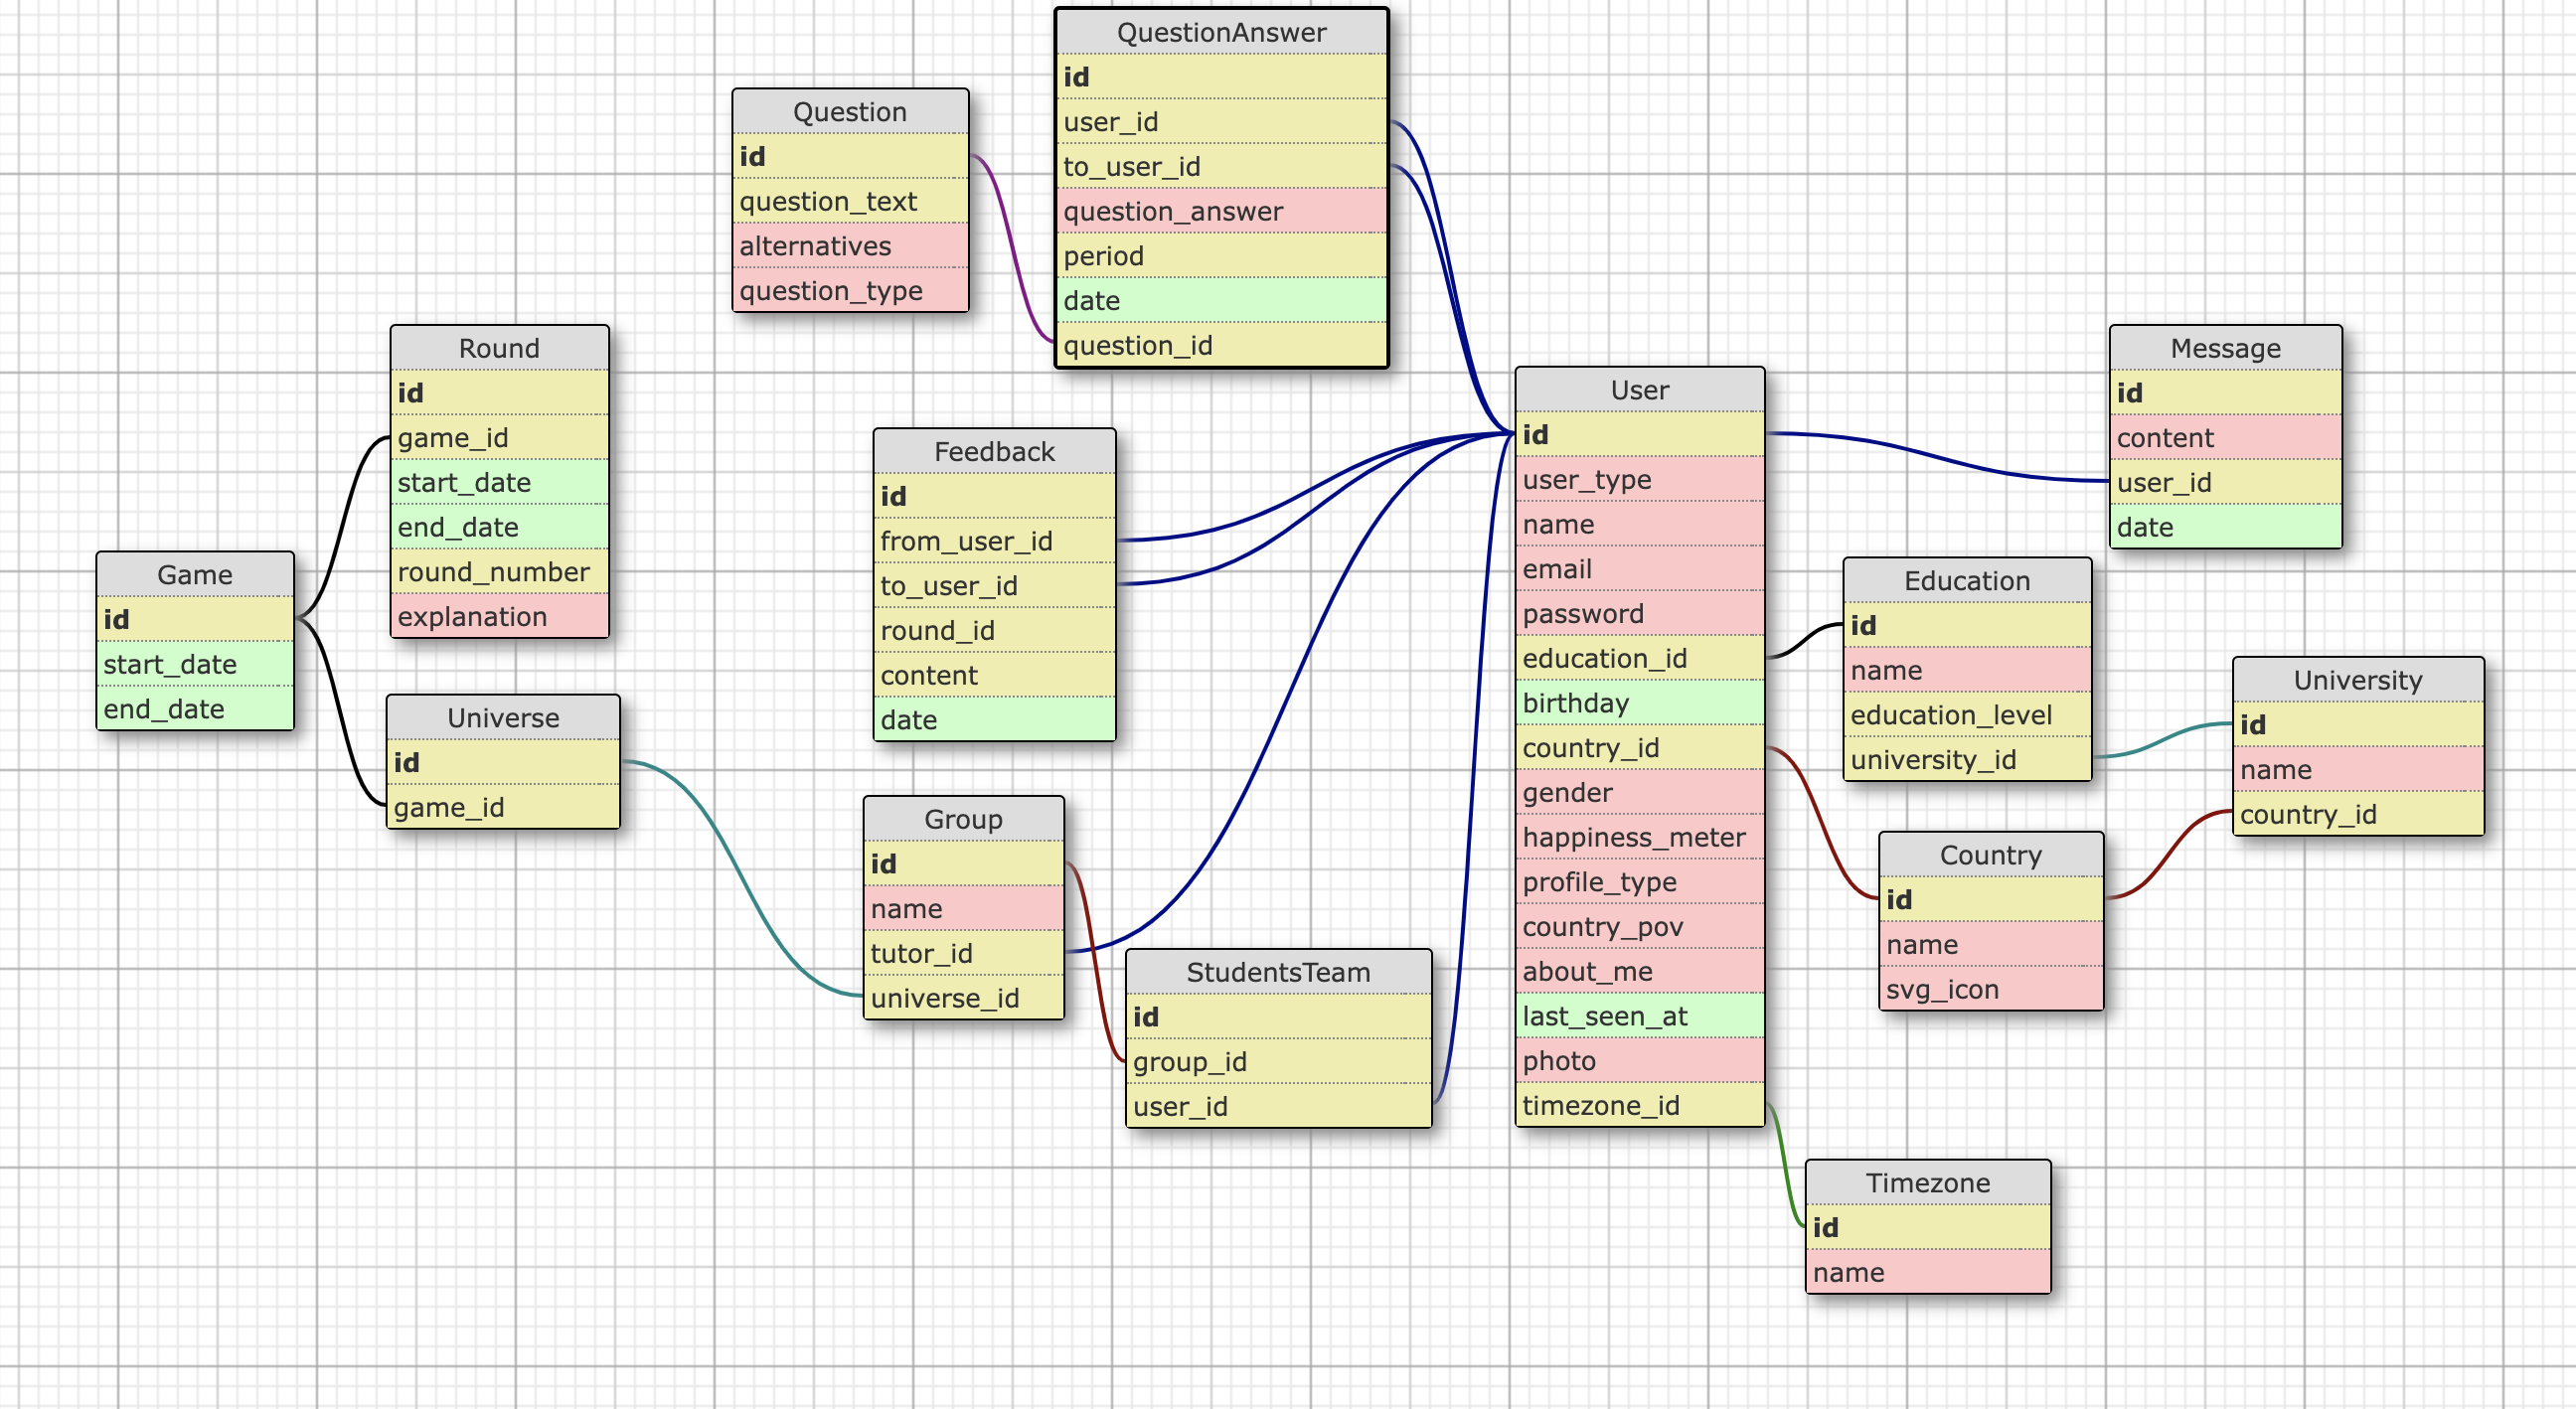 QuestionAnswer
id
user_id
to_user_id
question_answer
period
date
question_id
Question
id
question_text
alternatives
question_type
Round
id
game_id
start_date
end_date
round_number
explanation
Message
id
content
user_id
date
User
id
user_type
name
email
password
education_id
birthday
country_id
gender
happiness_meter
profile_type
country_pov
about_me
last_seen_at
photo
timezone_id
Feedback
id
from_user_id
to_user_id
round_id
content
date
Game
id
start_date
end_date
Education
id
name
education_level
university_id
University
id
name
country_id
Universe
id
game_id
Group
id
name
tutor_id
universe_id
Country
id
name
svg_icon
StudentsTeam
id
group_id
user_id
Timezone
id
name